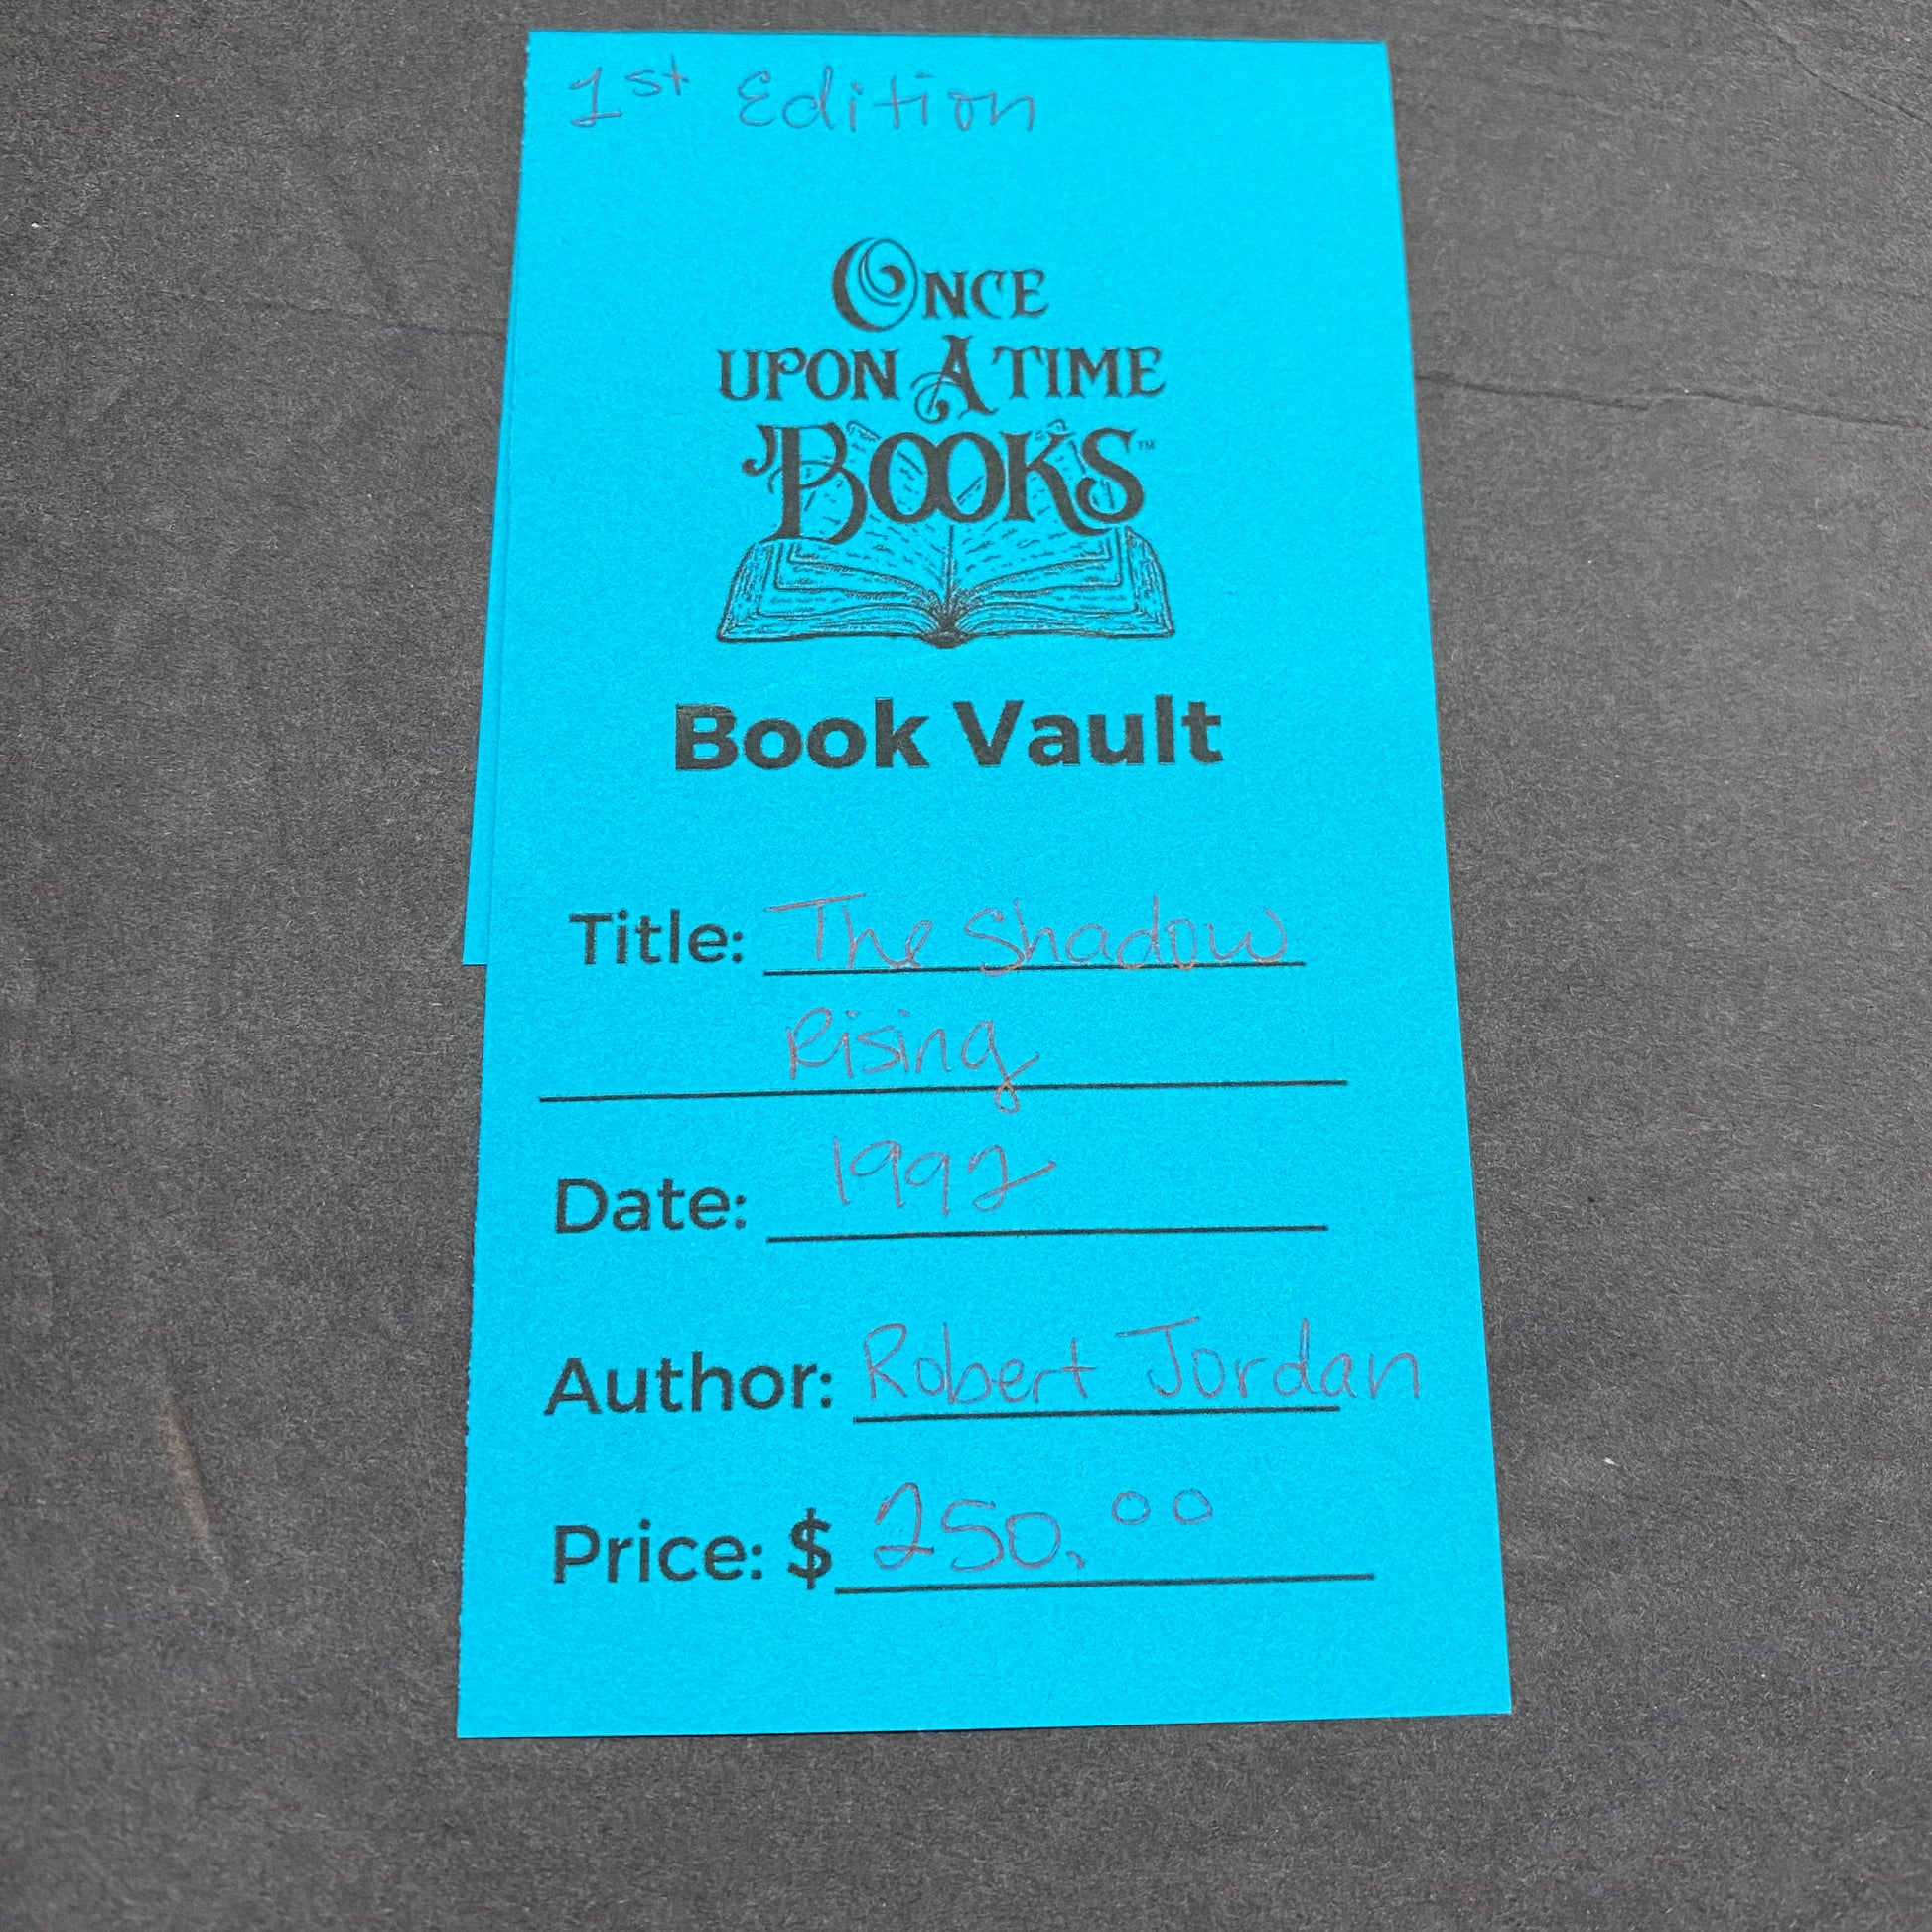 1st Edition
ONCE
UPON A TIME
BOOKS™
Book Vault
Title: The Shadow
Rising
Date: 1992
Author: Robert Jordan
Price: $ 250.00